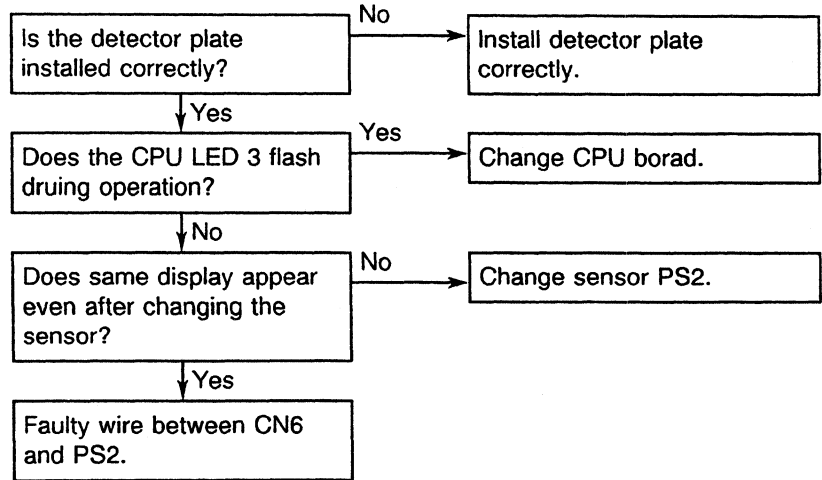 Is the detector plate
installed correctly?
No
Install detector plate
correctly.
Yes
Does the CPU LED 3 flash
druing operation?
Yes
Change CPU borad.
No
Does same display appear
even after changing the
sensor?
No
Change sensor PS2.
Yes
Faulty wire between CN6
and PS2.